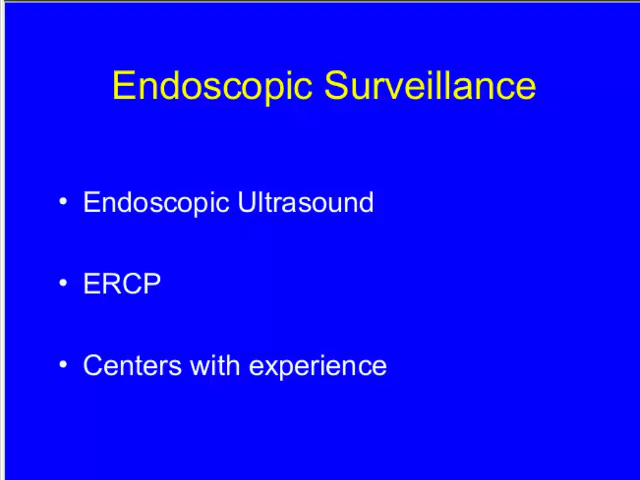 Endoscopic Surveillance
• Endoscopic Ultrasound
• ERCP
• Centers with experience